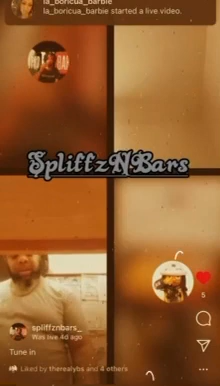 la_boricua_barbie
la_boricua_barbie started a live video.
SpliffzNBars
5
spliffznbars_
Was live 4d ago
Tune in
Liked by therealybs and 4 others